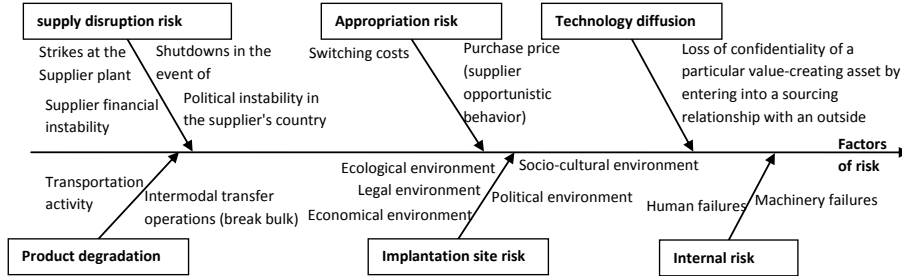 supply disruption risk
Appropriation risk
Technology diffusion
Strikes at the
Supplier plant
Shutdowns in the
event of
Supplier financial
instability
Political instability in
the supplier's country
Switching costs
Purchase price
(supplier
opportunistic
behavior)
Loss of confidentiality of a
particular value-creating asset by
entering into a sourcing
relationship with an outside
Factors
of risk
Transportation
activity
Intermodal transfer
operations (break bulk)
Ecological environment
Legal environment
Economical environment
Socio-cultural environment
Political environment
Human failures
Machinery failures
Product degradation
Implantation site risk
Internal risk